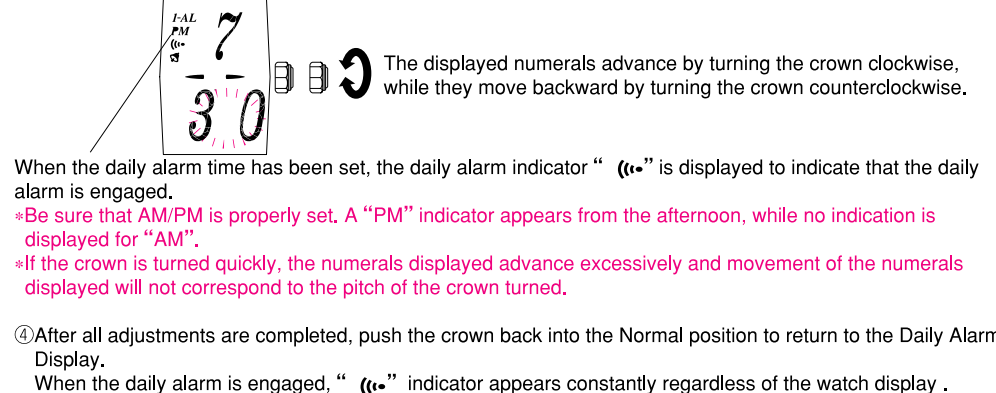 1-AL
PM
7
30
The displayed numerals advance by turning the crown clockwise,
while they move backward by turning the crown counterclockwise.
When the daily alarm time has been set, the daily alarm indicator “ ((•” is displayed to indicate that the daily
alarm is engaged.
*Be sure that AM/PM is properly set. A “PM” indicator appears from the afternoon, while no indication is
displayed for “AM”.
*If the crown is turned quickly, the numerals displayed advance excessively and movement of the numerals
displayed will not correspond to the pitch of the crown turned.
④After all adjustments are completed, push the crown back into the Normal position to return to the Daily Alarm
Display.
When the daily alarm is engaged, “ ((•” indicator appears constantly regardless of the watch display .